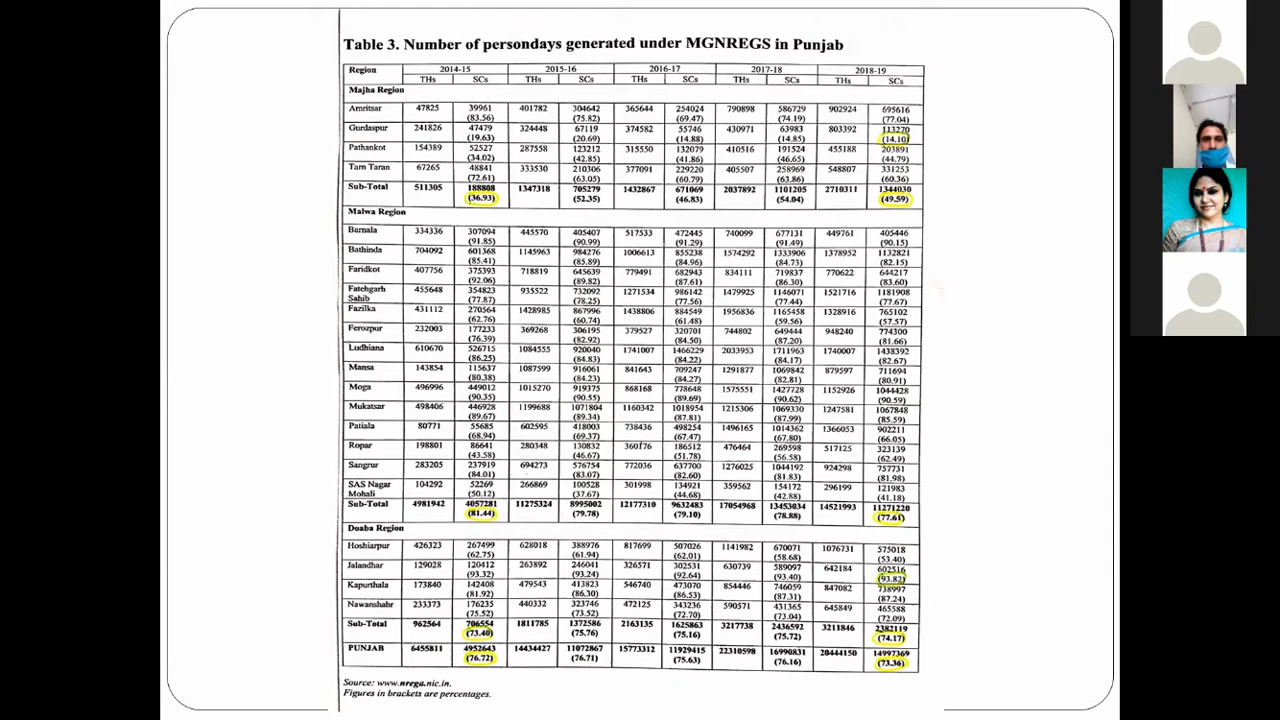 Table 3. Number of persondays generated under MGNREGS in Punjab
Region 2014-15 2015-16 2016-17 2017-18 2018-19
THs SCs THs SCs THs SCs THs SCs THs SCs
Majha Region
Amritsar 47825 39961 401782 304642 365644 254024 790898 586729 902924 695616
(83.56) (75.82) (69.47) (74.19) (77.04)
Gurdaspur 241826 47479 324448 67119 374582 55746 430971 63983 803392 113270
(19.63) (20.69) (14.88) (14.85) (14.10)
Pathankot 154389 52527 287558 123212 315550 132079 410516 191524 455188 203891
(34.02) (42.85) (41.86) (46.65) (44.79)
Tarn Taran 67265 48841 333530 210306 377091 229220 405507 258969 548807 331253
(72.61) (63.05) (60.79) (63.86) (60.36)
Sub-Total 511305 188808 1347318 705279 1432867 671069 2037892 1101205 2710311 1344030
(36.93) (52.35) (46.83) (54.04) (49.59)
Malwa Region
Barnala 334336 307094 445570 405407 517533 472445 740099 677131 449761 405446
(91.85) (90.99) (91.29) (91.49) (90.15)
Bathinda 704092 601368 1145963 984276 1006613 855238 1574292 1333906 1378952 1132821
(85.41) (85.89) (84.96) (84.73) (82.15)
Faridkot 407756 375393 718819 645639 779491 682943 834111 719837 770622 644217
(92.06) (89.82) (87.61) (86.30) (83.60)
Fatehgarh 455648 354823 935522 732092 1271534 986142 1479925 1146071 1521716 1181908
Sahib (77.87) (78.25) (77.56) (77.44) (77.67)
Fazilka 431112 270564 1428985 867996 1438806 884549 1956836 1165458 1328916 765102
(62.76) (60.74) (61.48) (59.56) (57.57)
Ferozpur 232003 177233 369268 306195 379527 320701 744802 649444 948240 774300
(76.39) (82.92) (84.50) (87.20) (81.66)
Ludhiana 610670 526715 1084555 920040 1741007 1466229 2033953 1711963 1740007 1438392
(86.25) (84.83) (84.22) (84.17) (82.67)
Mansa 143854 115637 1087599 916061 841643 709247 1291877 1069842 879597 711694
(80.38) (84.23) (84.27) (82.81) (80.91)
Moga 496996 449012 1015270 919375 868168 778648 1575551 1427728 1152926 1044428
(90.35) (90.55) (89.69) (90.62) (90.59)
Mukatsar 498406 446928 1199688 1071804 1160342 1018954 1215306 1069330 1247581 1067848
(89.67) (89.34) (87.81) (87.99) (85.59)
Patiala 80771 55685 602595 418003 738436 498254 1496165 1014362 1366053 902211
(68.94) (69.37) (67.47) (67.80) (66.05)
Ropar 198801 86641 280348 130832 360176 186512 476464 269598 517125 323139
(43.58) (46.67) (51.78) (56.58) (62.49)
Sangrur 283205 237919 694273 576754 772036 637700 1276025 1044192 924298 757731
(84.01) (83.07) (82.60) (81.83) (81.98)
SAS Nagar 104292 52269 266869 100528 301998 134921 359562 154172 296199 121983
Mohali (50.12) (37.67) (44.68) (42.88) (41.18)
Sub-Total 4981942 4057281 11275324 8995002 12177310 9632483 17054968 13453034 14521993 11271220
(81.44) (79.78) (79.10) (78.88) (77.61)
Doaba Region
Hoshiarpur 426323 267499 628018 388976 817699 507026 1141982 670071 1076731 575018
(62.75) (61.94) (62.01) (58.68) (53.40)
Jalandhar 129028 120412 263892 246041 326571 302531 630739 589097 642184 602516
(93.32) (93.24) (92.64) (93.40) (93.82)
Kapurthala 173840 142408 479543 413823 546740 473070 854446 746059 847082 738997
(81.92) (86.30) (86.53) (87.31) (87.24)
Nawanshahr 233373 176235 440332 323746 472125 343236 590571 431365 645849 465588
(75.52) (73.52) (72.70) (73.04) (72.09)
Sub-Total 962564 706554 1811785 1372586 2163135 1625863 3217738 2436592 3211846 2382119
(73.40) (75.76) (75.16) (75.72) (74.17)
PUNJAB 6455811 4952643 14434427 11072867 15773312 11929415 22310598 16990831 20444150 14997369
(76.72) (76.71) (75.63) (76.16) (73.36)
Source: www.nrega.nic.in.
Figures in brackets are percentages.